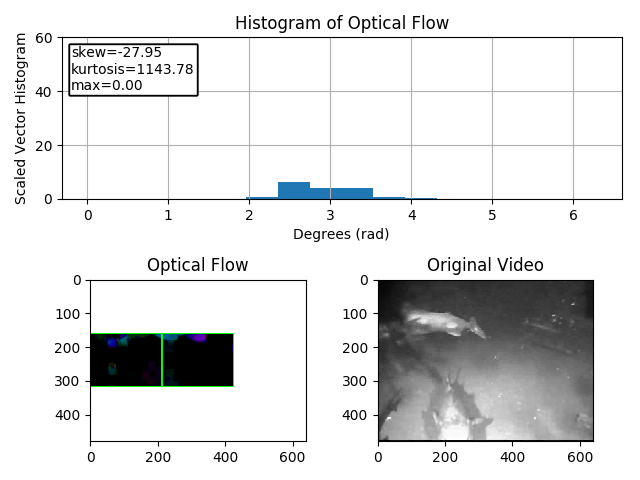 Histogram of Optical Flow
60
40
20
0
Scaled Vector Histogram
skew=-27.95
kurtosis=1143.78
max=0.00
0 1 2 3 4 5 6
Degrees (rad)
Optical Flow
0
100
200
300
400
0 200 400 600
Original Video
0
100
200
300
400
0 200 400 600